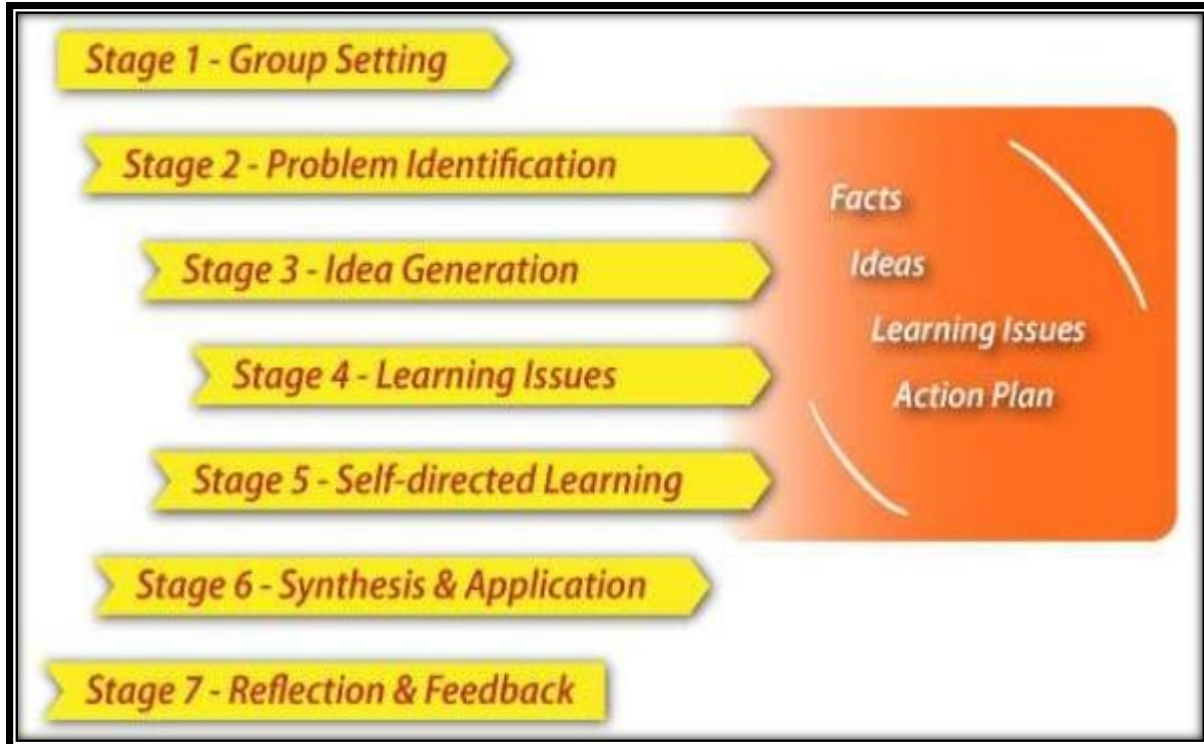 Stage 1 - Group Setting
Stage 2 - Problem Identification
Stage 3 - Idea Generation
Stage 4 - Learning Issues
Stage 5 - Self-directed Learning
Stage 6 - Synthesis & Application
Stage 7 - Reflection & Feedback
Facts
Ideas
Learning Issues
Action Plan